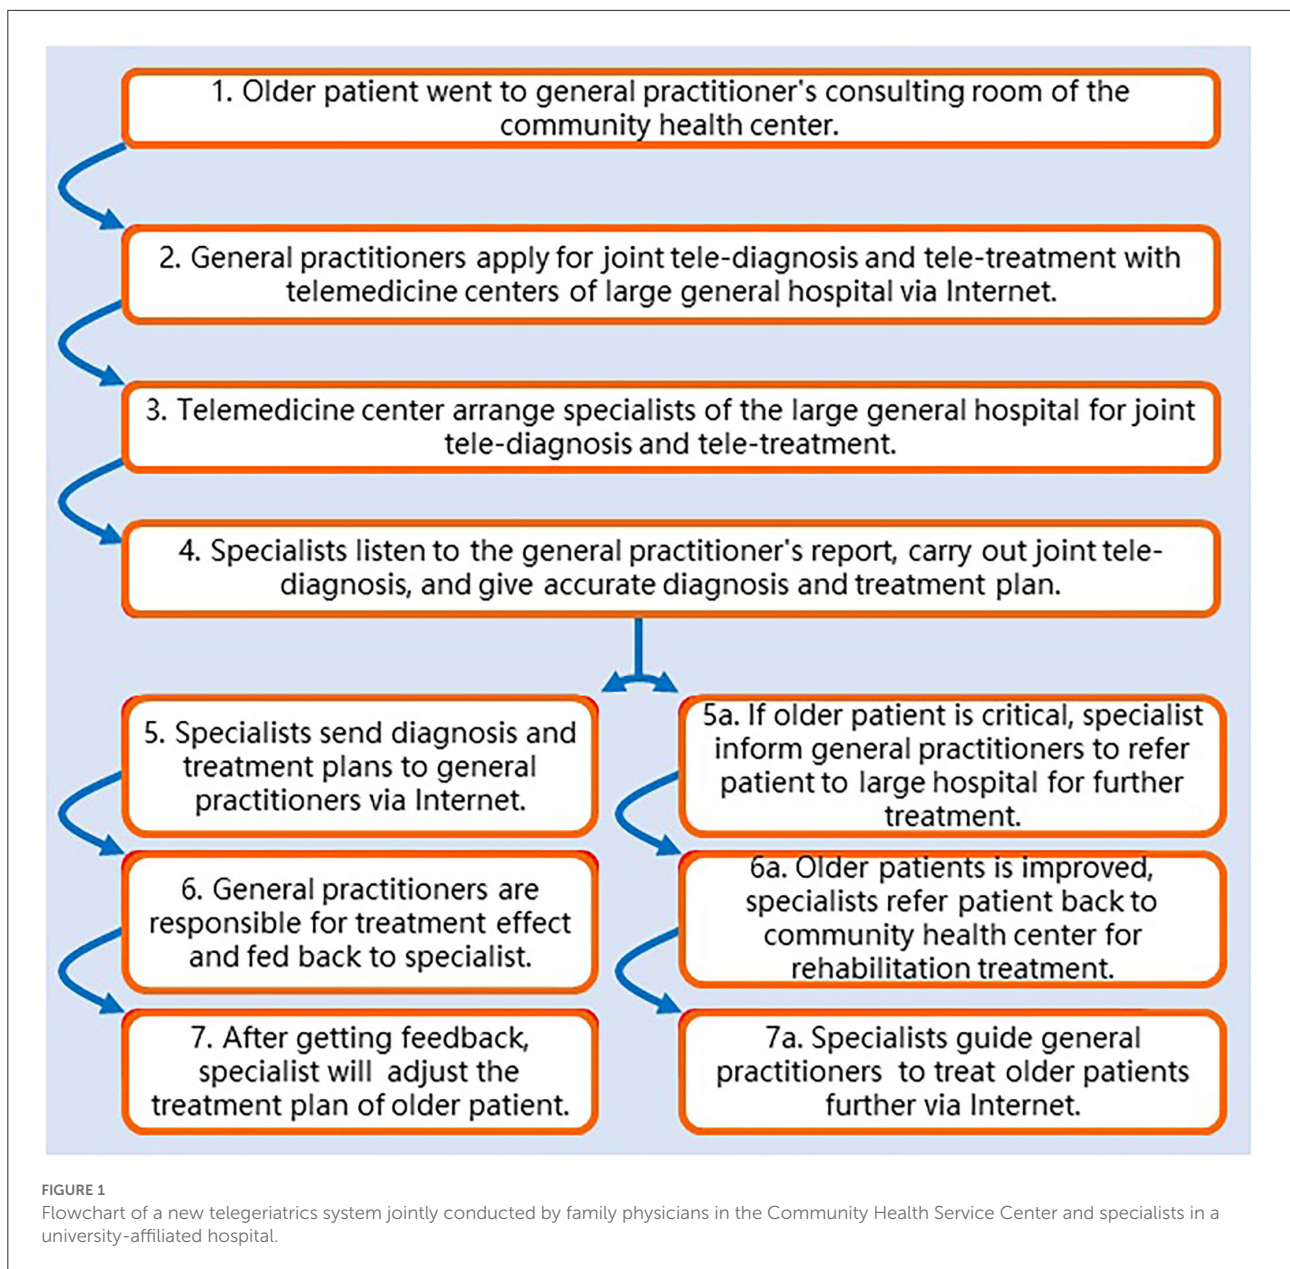 1. Older patient went to general practitioner's consulting room of the
community health center.
2. General practitioners apply for joint tele-diagnosis and tele-treatment with
telemedicine centers of large general hospital via Internet.
3. Telemedicine center arrange specialists of the large general hospital for joint
tele-diagnosis and tele-treatment.
4. Specialists listen to the general practitioner's report, carry out joint tele-
diagnosis, and give accurate diagnosis and treatment plan.
5. Specialists send diagnosis and
treatment plans to general
practitioners via Internet.
6. General practitioners are
responsible for treatment effect
and fed back to specialist.
7. After getting feedback,
specialist will adjust the
treatment plan of older patient.
5a. If older patient is critical, specialist
inform general practitioners to refer
patient to large hospital for further
treatment.
6a. Older patients is improved,
specialists refer patient back to
community health center for
rehabilitation treatment.
7a. Specialists guide general
practitioners to treat older patients
further via Internet.
FIGURE 1
Flowchart of a new telegeriatrics system jointly conducted by family physicians in the Community Health Service Center and specialists in a
university-affiliated hospital.